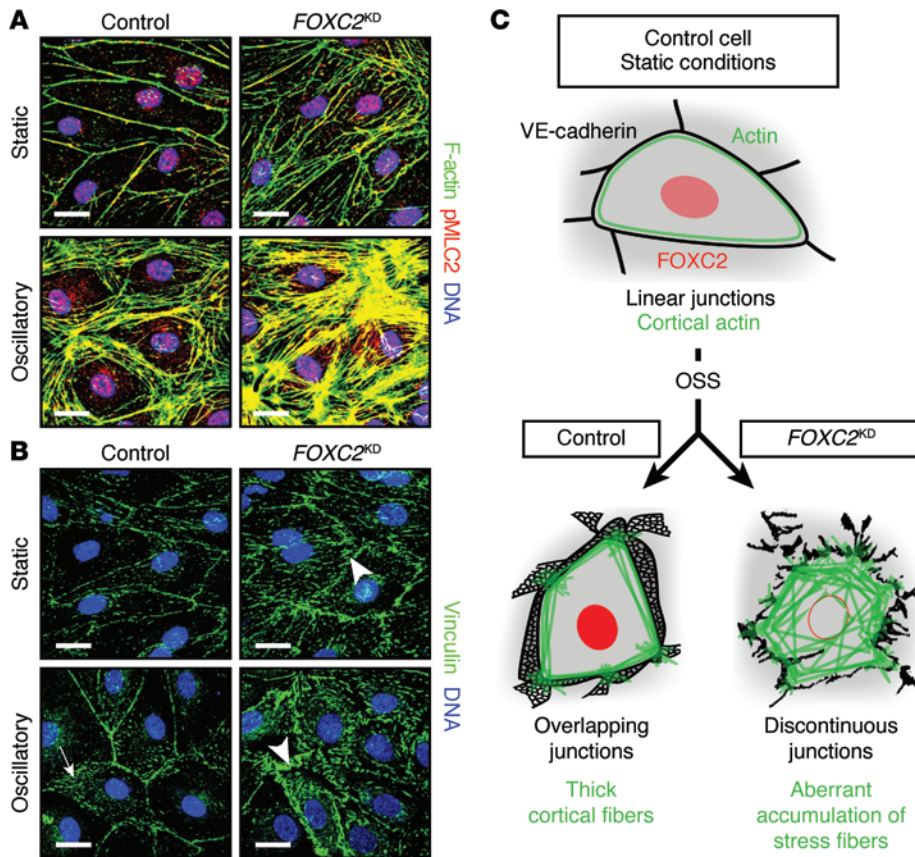 A
Control
FOXC2KD
Static
Oscillatory
F-actin pMLC2 DNA
B
Control
FOXC2KD
Static
Oscillatory
Vinculin DNA
C
Control cell
Static conditions
VE-cadherin
Actin
FOXC2
Linear junctions
Cortical actin
OSS
Control
FOXC2KD
Overlapping
junctions
Discontinuous
junctions
Thick
cortical fibers
Aberrant
accumulation of
stress fibers